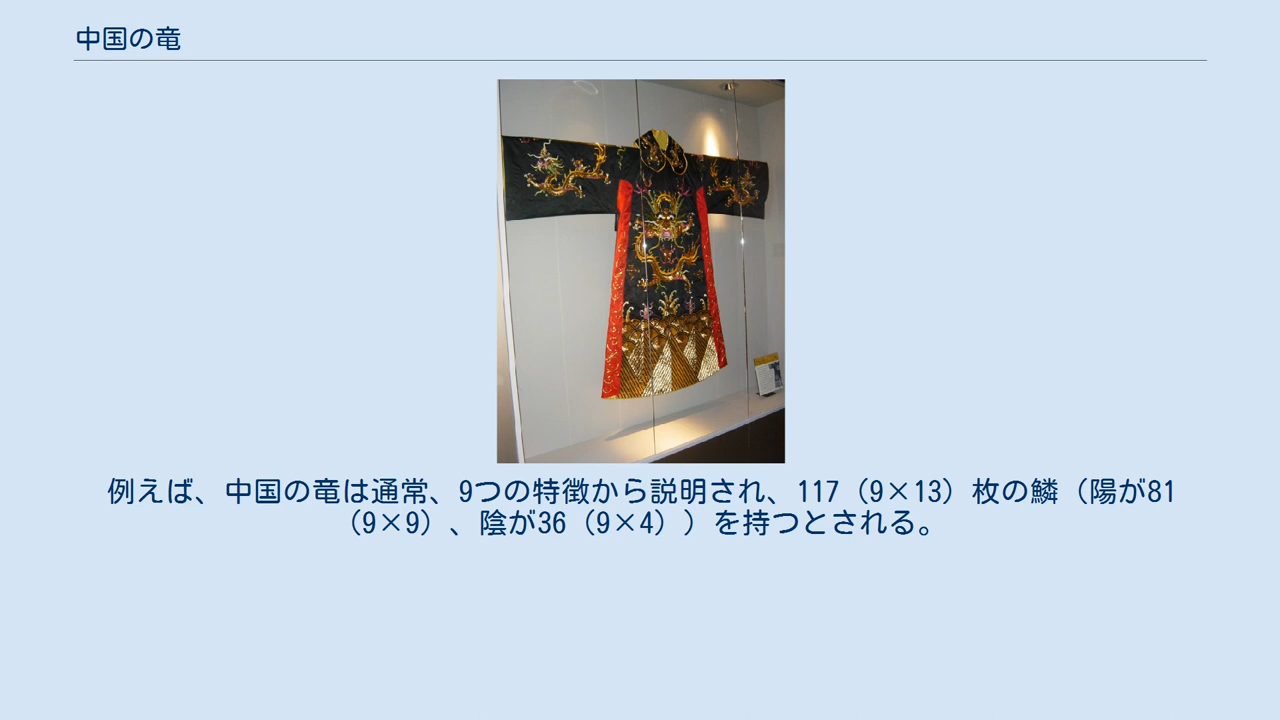 中国の竜
例えば、中国の竜は通常、9つの特徴から説明され、117（9×13）枚の鱗（陽が81
（9×9）、陰が36（9×4））を持つとされる。